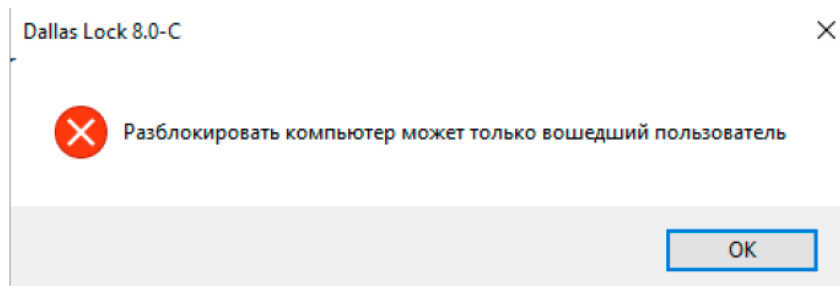 Dallas Lock 8.0-C
Разблокировать компьютер может только вошедший пользователь
OK